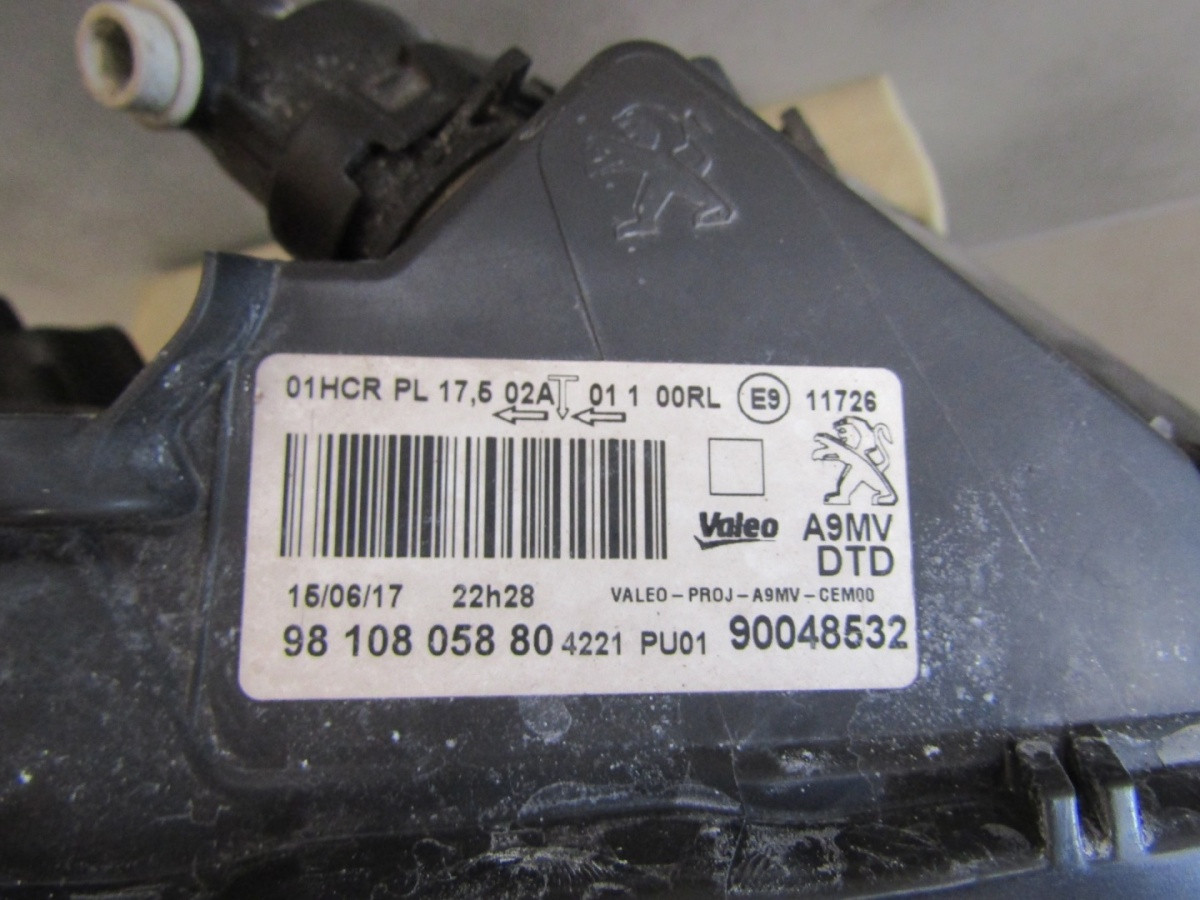 01HCR PL 17,5 02A 01 1 00RL E9 11726
Valeo A9MV
DTD
15/06/17 22h28 VALEO-PROJ-A9MV-CEM00
98 108 058 80 4221 PU01 90048532